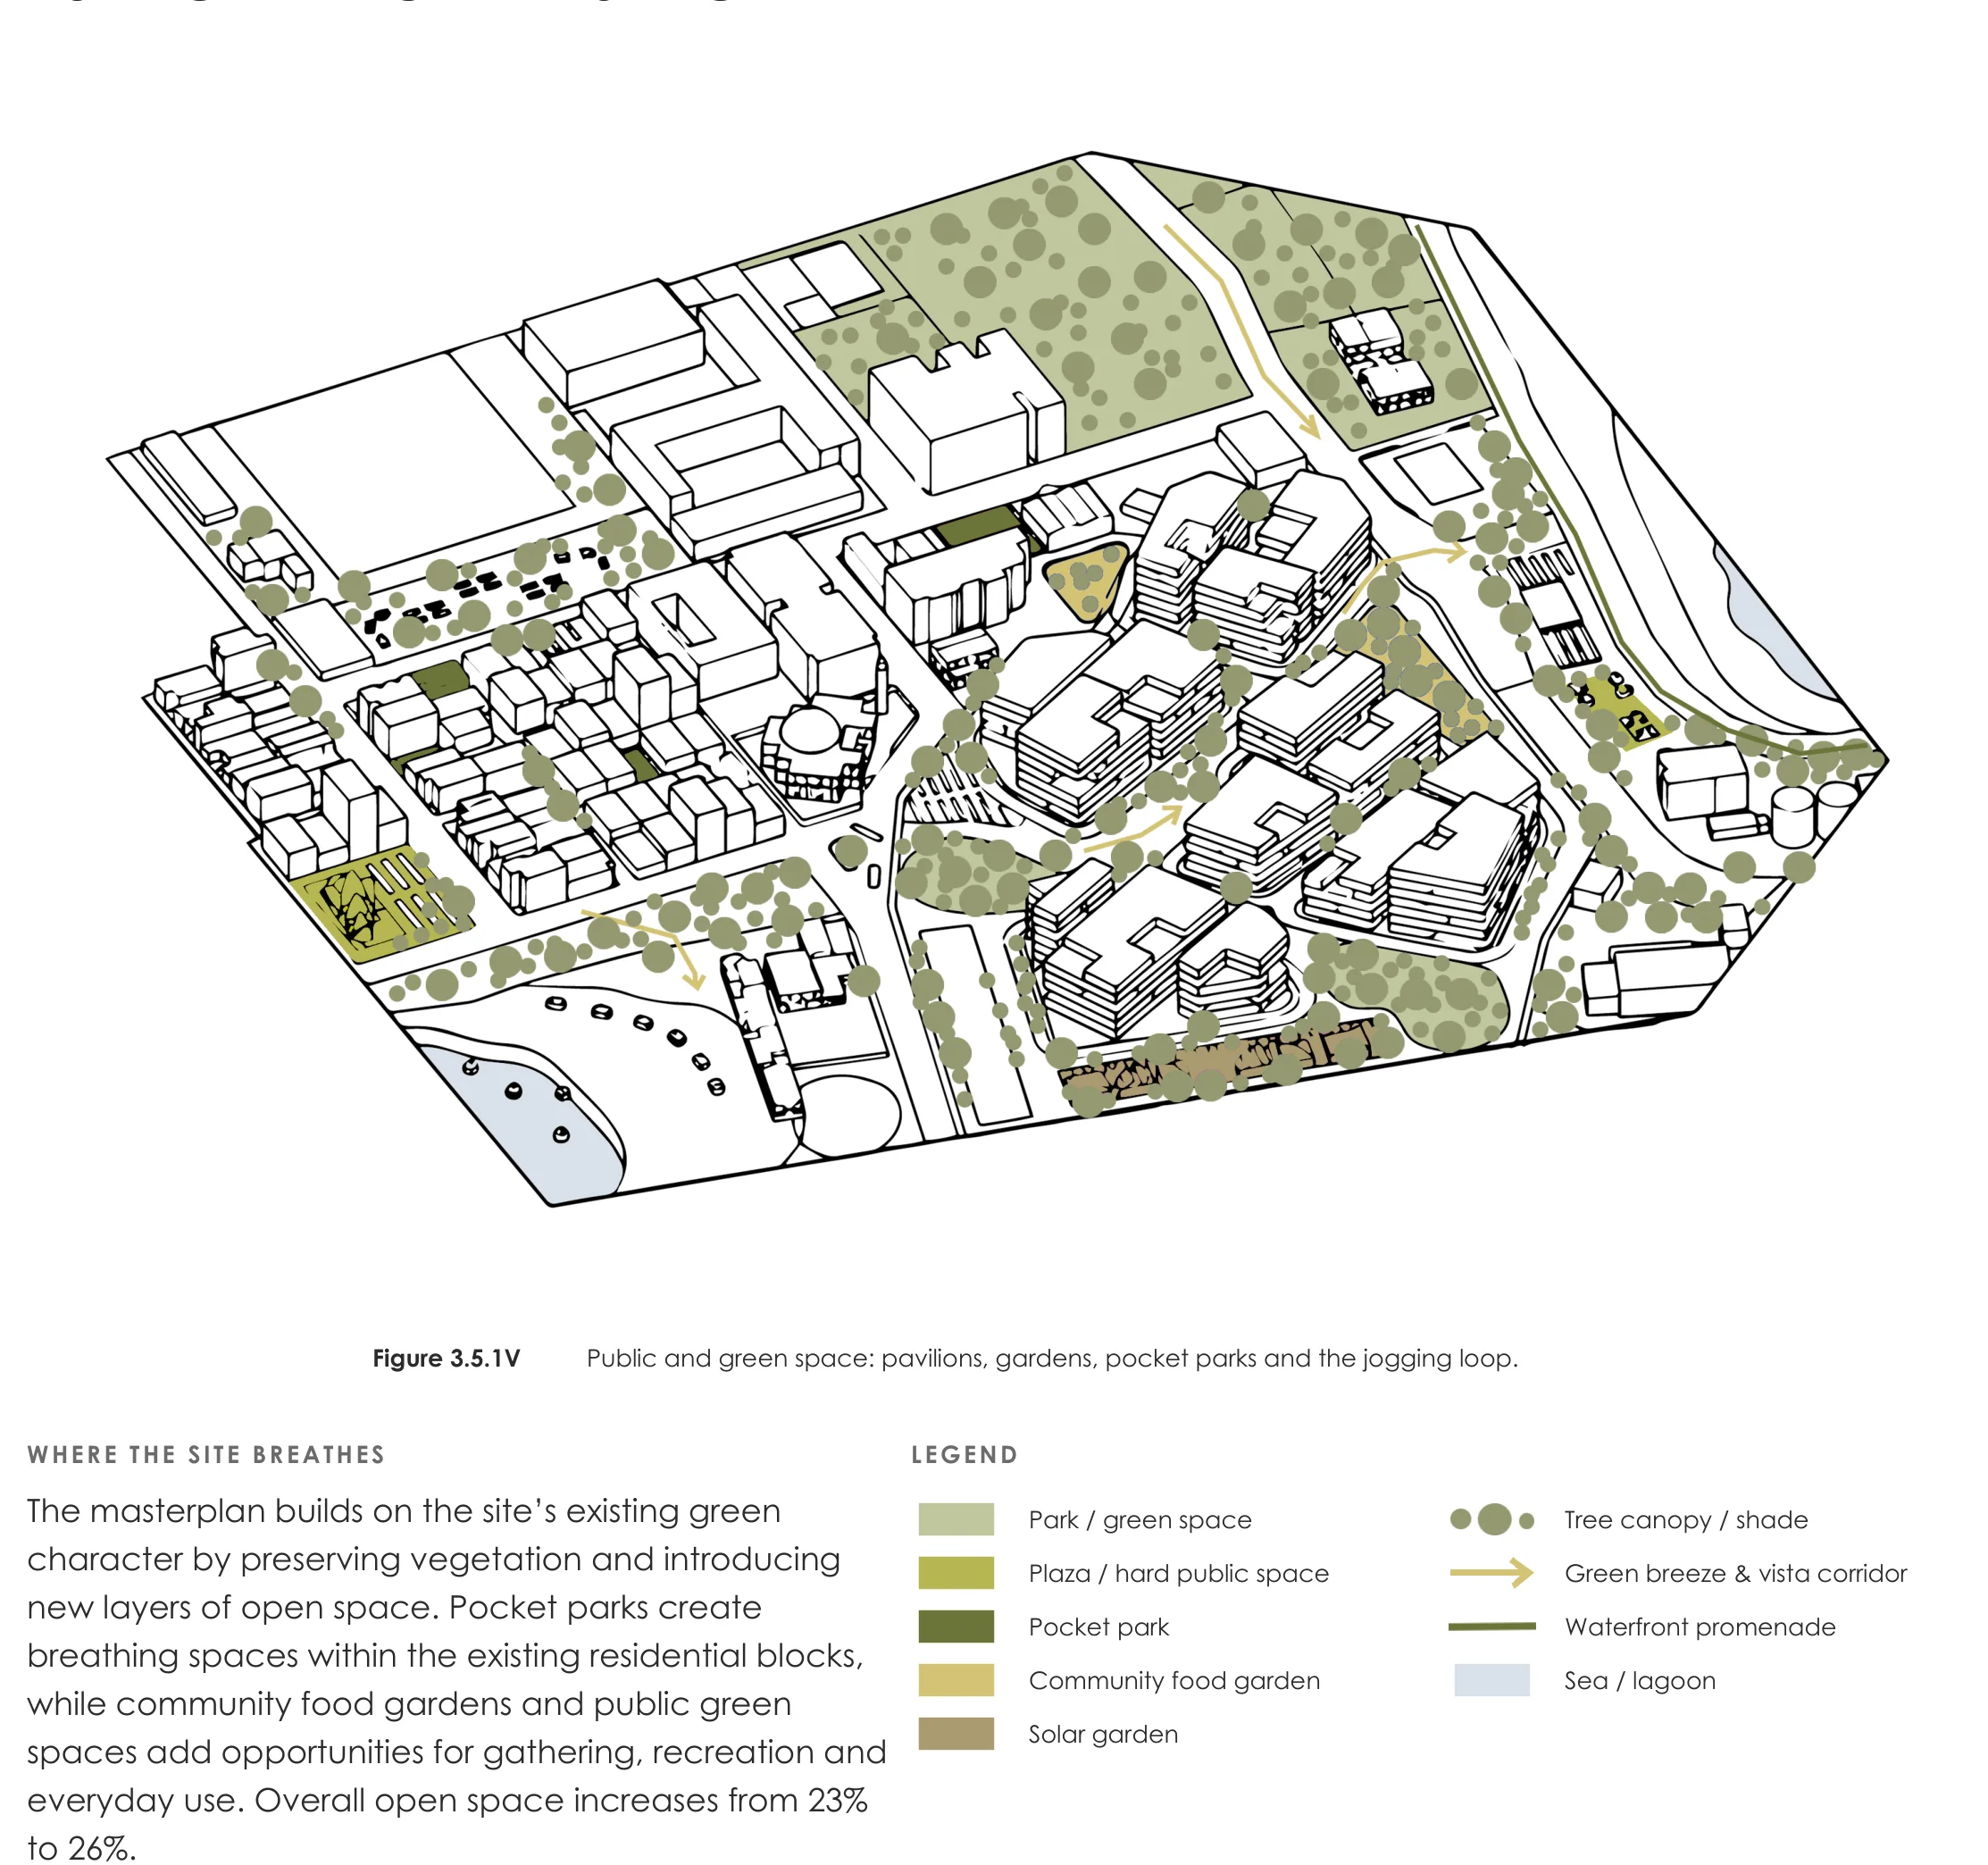 Figure 3.5.1V Public and green space: pavilions, gardens, pocket parks and the jogging loop.
WHERE THE SITE BREATHES
The masterplan builds on the site’s existing green
character by preserving vegetation and introducing
new layers of open space. Pocket parks create
breathing spaces within the existing residential blocks,
while community food gardens and public green
spaces add opportunities for gathering, recreation and
everyday use. Overall open space increases from 23%
to 26%.
LEGEND
Park / green space
Plaza / hard public space
Pocket park
Community food garden
Solar garden
Tree canopy / shade
Green breeze & vista corridor
Waterfront promenade
Sea / lagoon